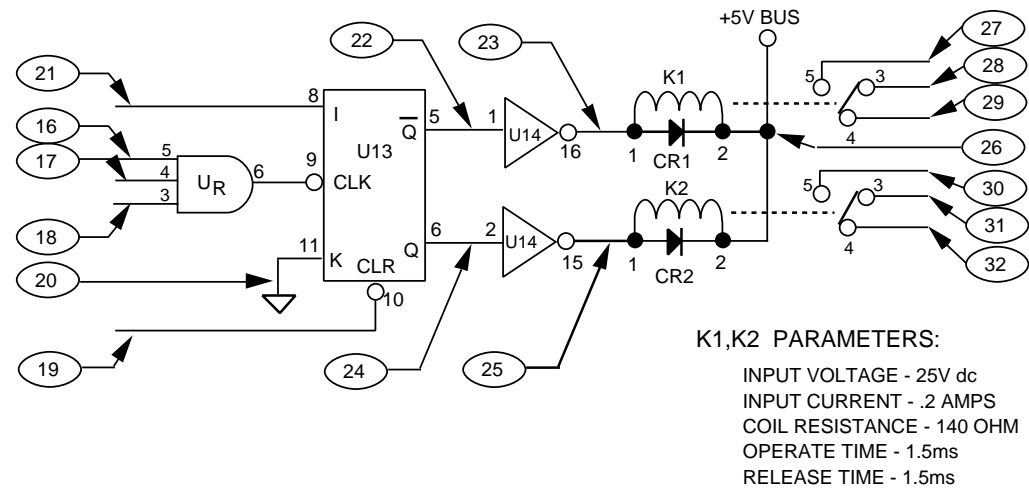 +5V BUS
22
23
27
21
K1
5
3
28
8
I
Q
5
1
U14
16
29
16
5
9
U13
1
CR1
2
4
26
17
4
UR
6
CLK
K2
30
3
5
3
18
11
K
6
Q
2
U14
15
31
20
CLR
1
CR2
2
4
32
10
19
24
25
K1,K2 PARAMETERS:
INPUT VOLTAGE - 25V dc
INPUT CURRENT - .2 AMPS
COIL RESISTANCE - 140 OHM
OPERATE TIME - 1.5ms
RELEASE TIME - 1.5ms